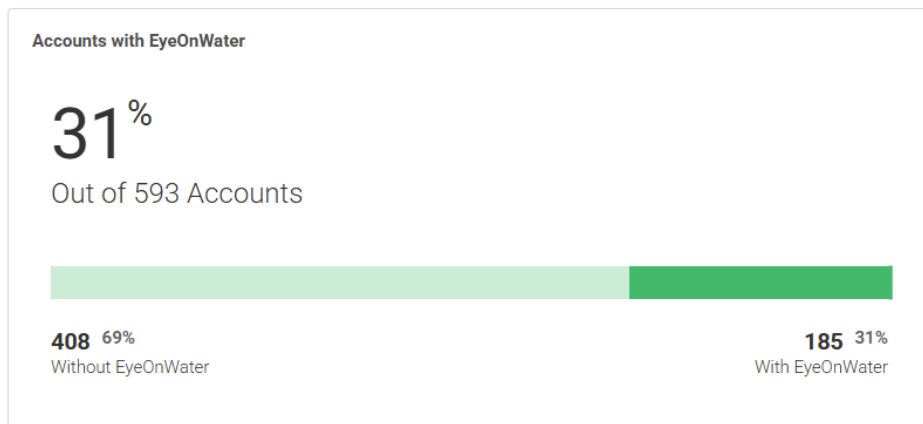 Accounts with EyeOnWater
31%
Out of 593 Accounts
408 69%
Without EyeOnWater
185 31%
With EyeOnWater